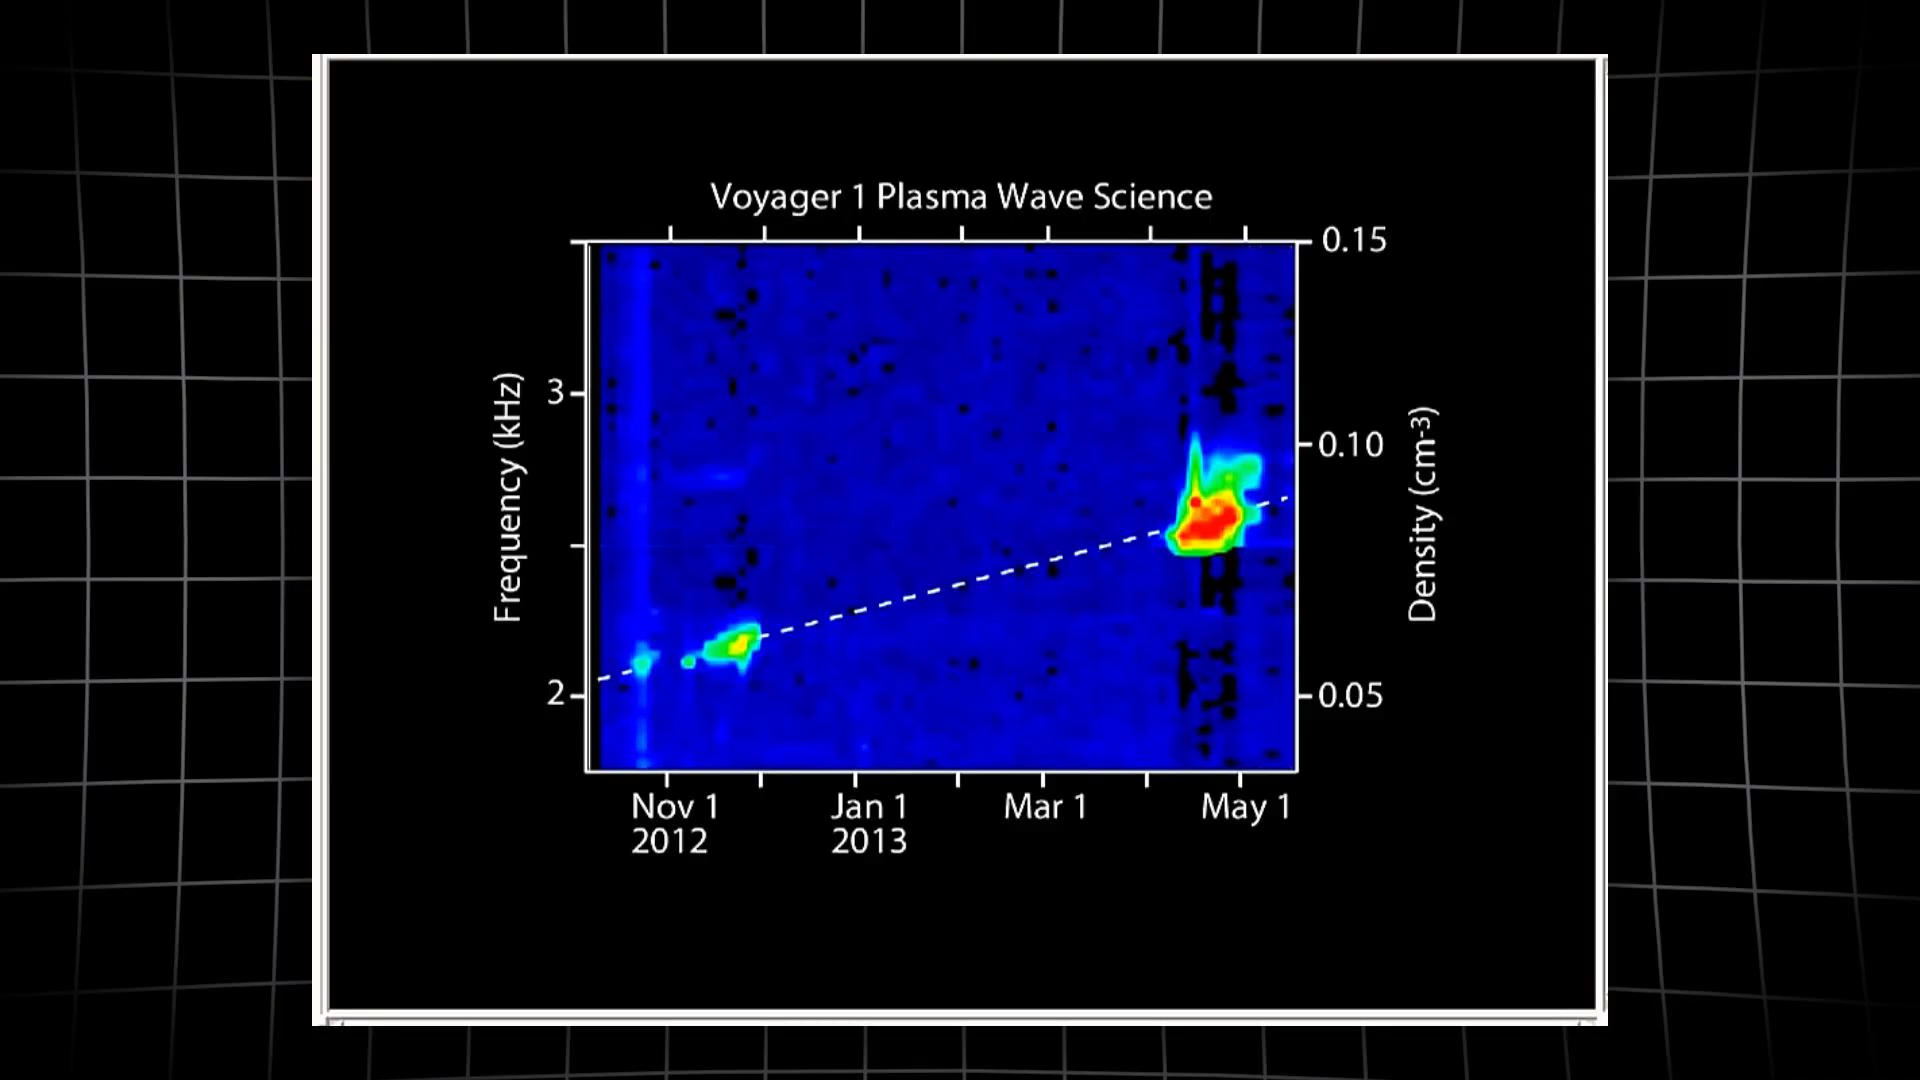 Voyager 1 Plasma Wave Science
0.15
3
0.10
Frequency (kHz)
Density (cm-3)
2
0.05
Nov 1 Jan 1 Mar 1 May 1
2012 2013